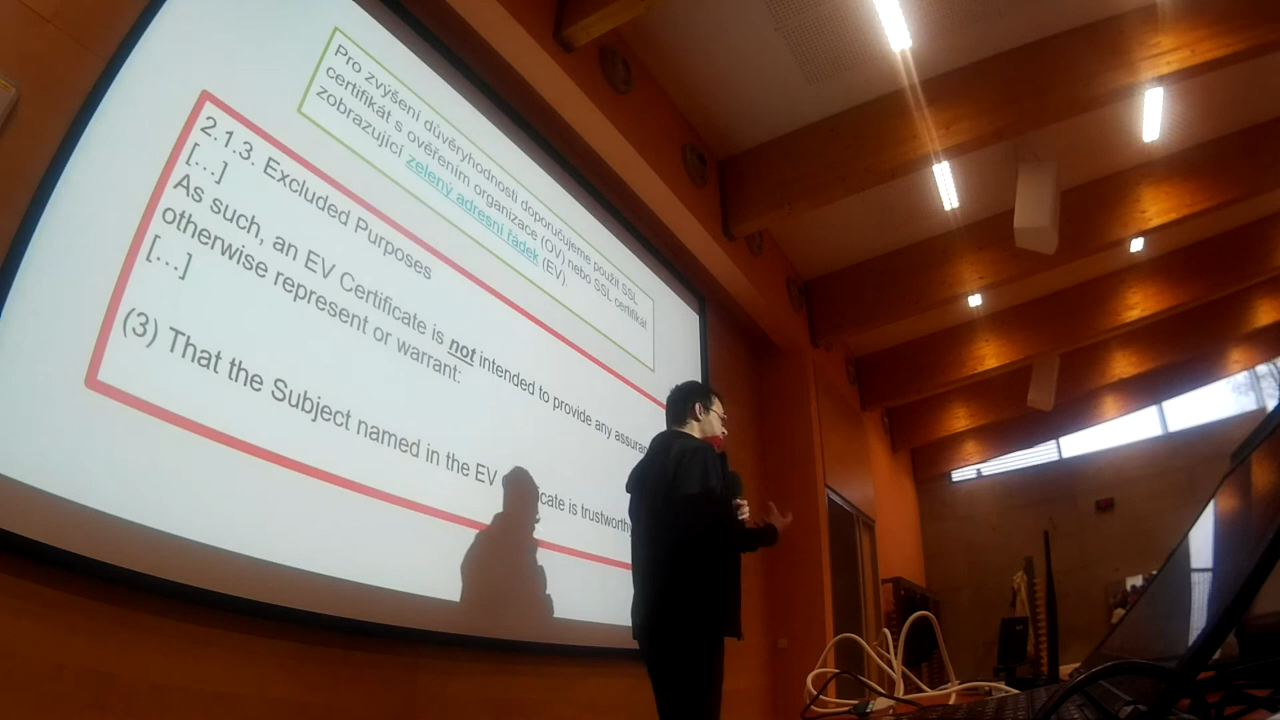 Pro zvýšení důvěryhodnosti doporučujeme použít SSL
certifikát s ověřením organizace (OV) nebo SSL certifikát
zobrazující zelený adresní řádek (EV).
2.1.3. Excluded Purposes
[...]
As such, an EV Certificate is not intended to provide any
otherwise represent or warrant:
[...]
(3) That the Subject named in the EV is trustworthy